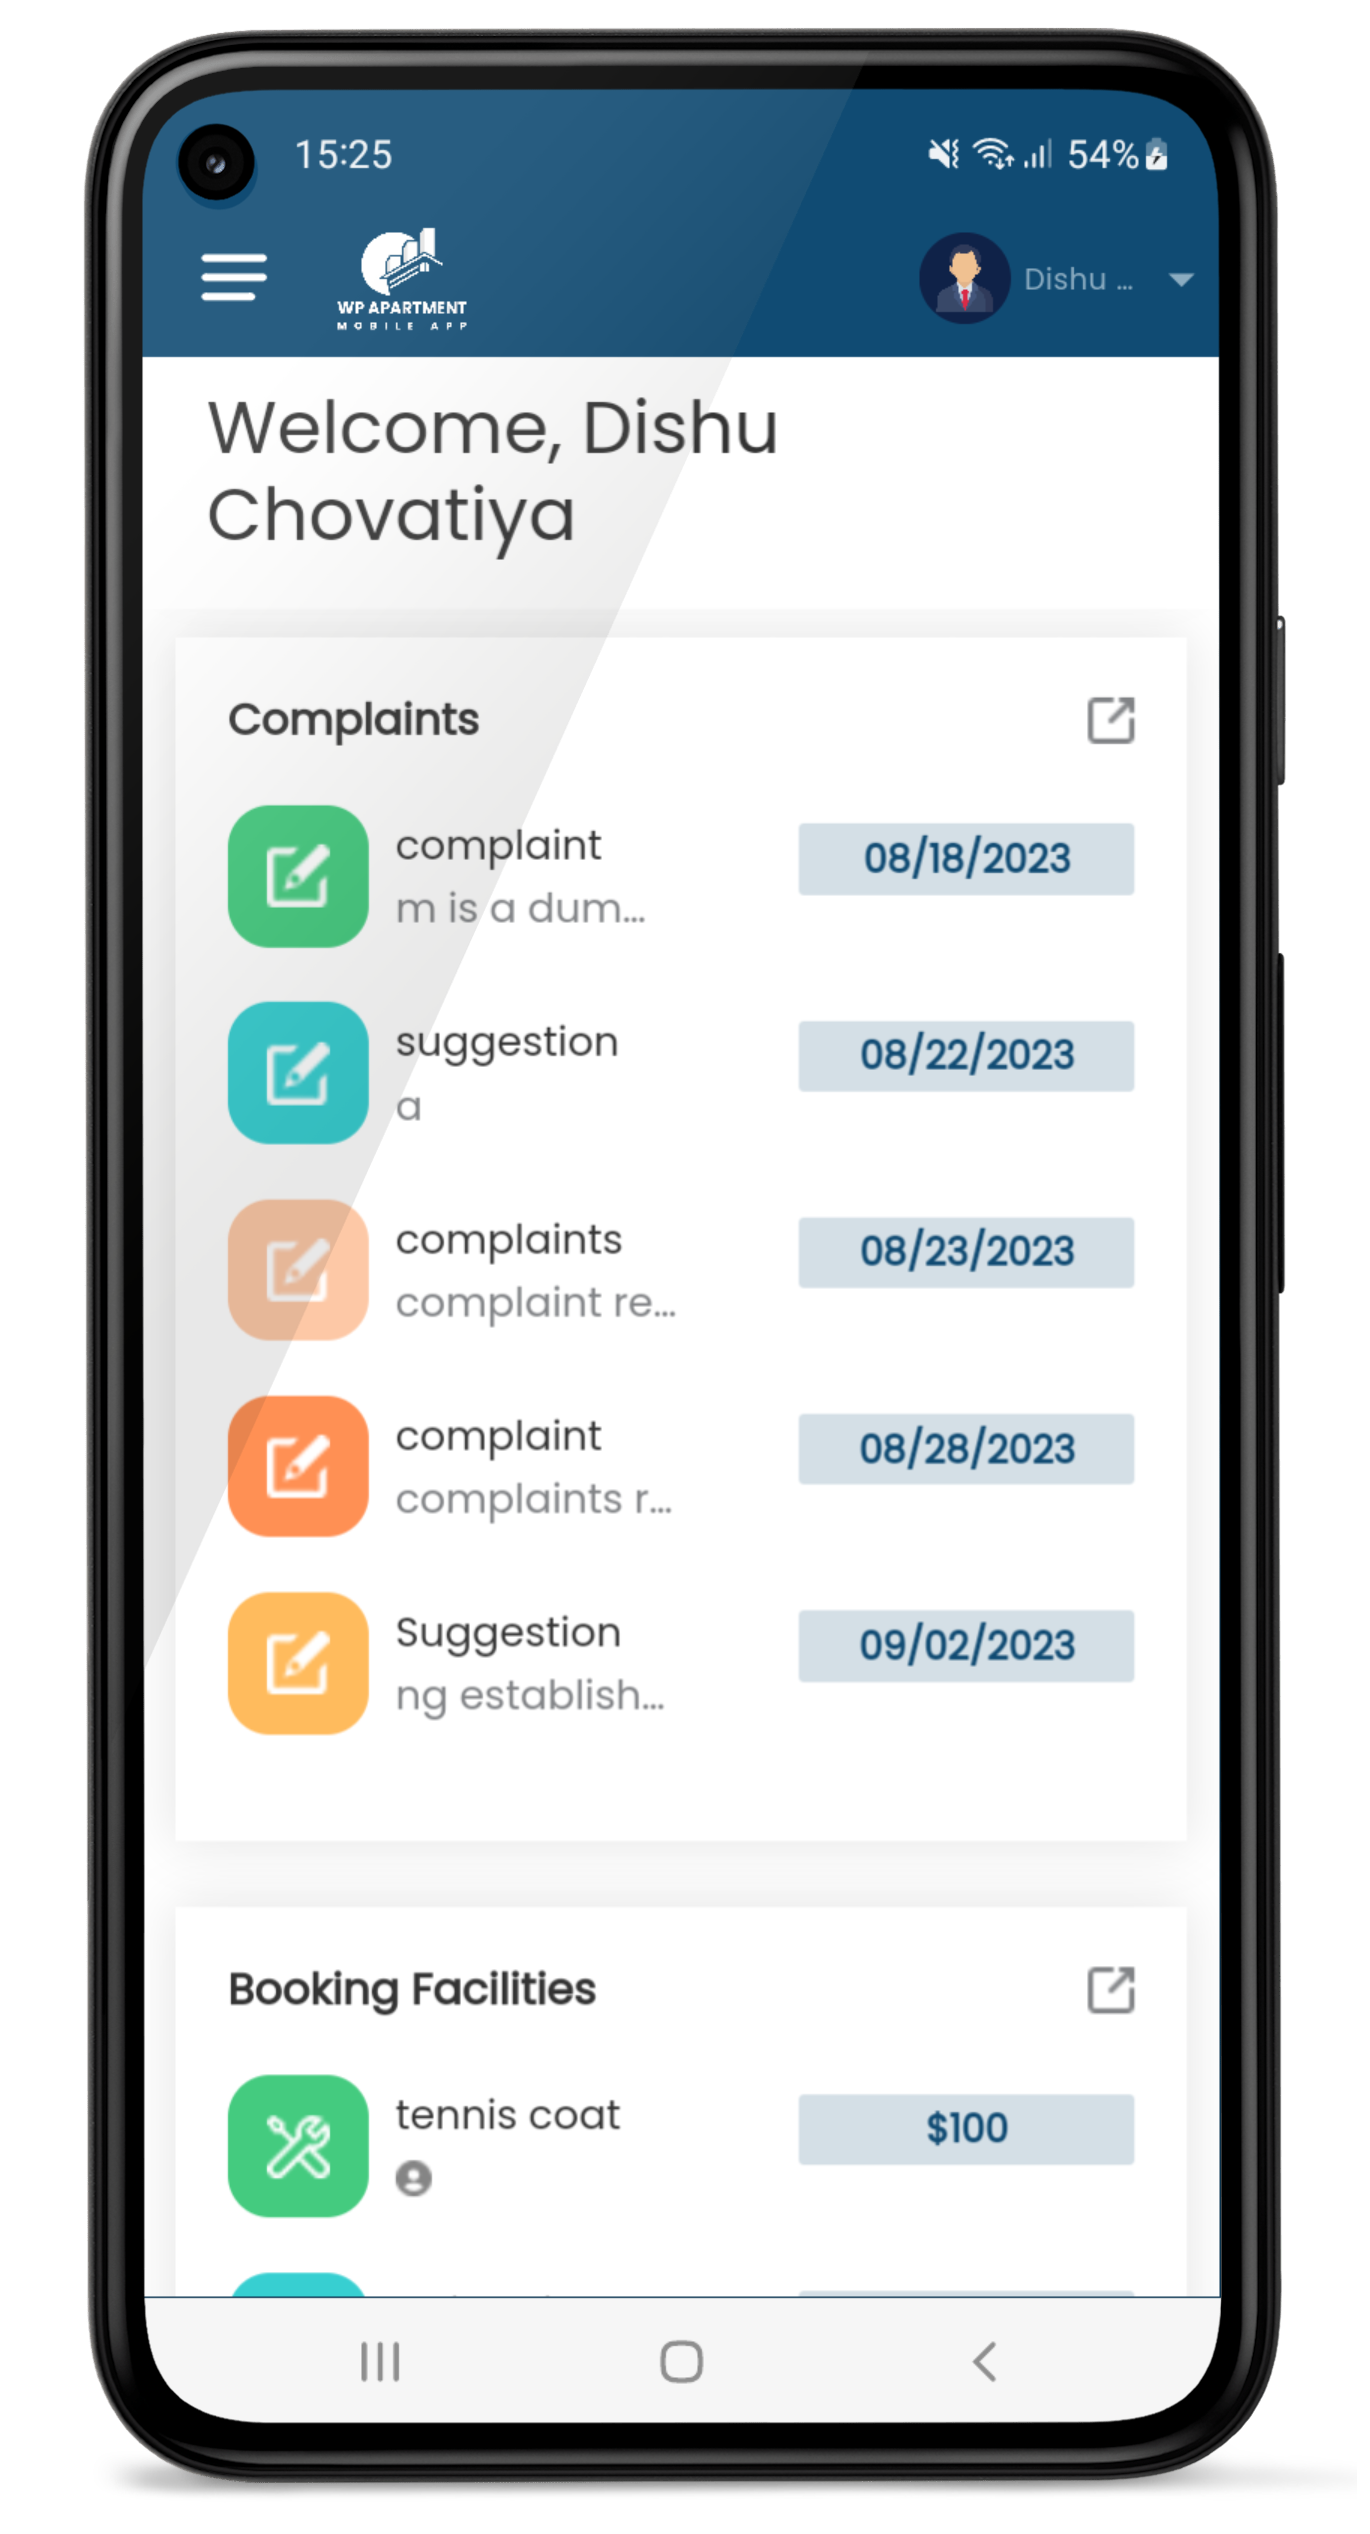 15:25
54%
WP APARTMENT
MOBILE APP
Dishu ...
Welcome, Dishu
Chovatiya
Complaints
complaint
08/18/2023
m is a dum...
suggestion
08/22/2023
a
complaints
08/23/2023
complaint re...
complaint
08/28/2023
complaints r...
Suggestion
09/02/2023
ng establish...
Booking Facilities
tennis coat
$100